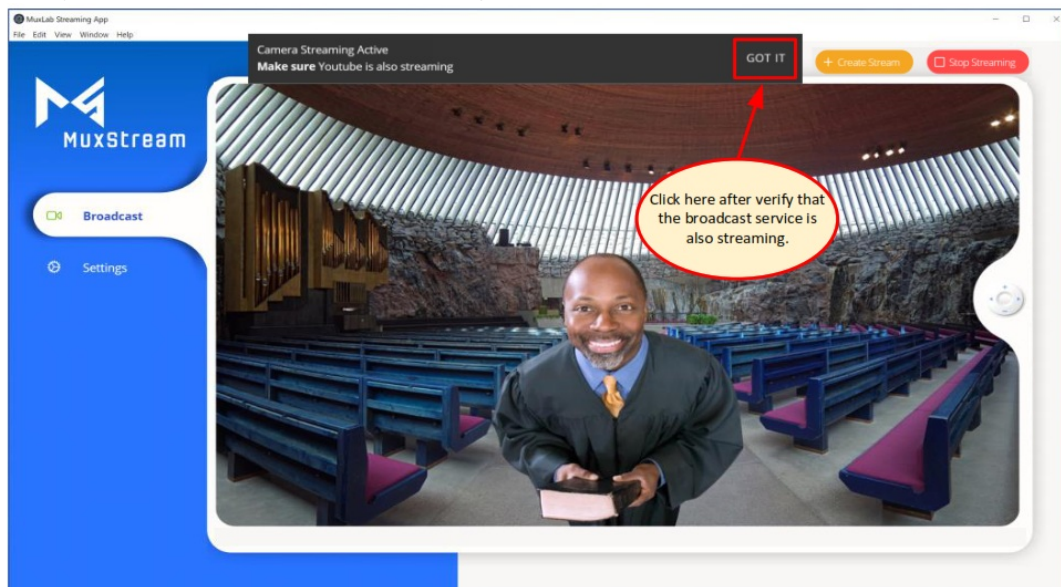 MuxLab Streaming App
File Edit View Window Help
Camera Streaming Active
Make sure Youtube is also streaming
GOT IT
+ Create Stream
Stop Streaming
MuxStream
Click here after verify that
the broadcast service is
also streaming.
Broadcast
Settings